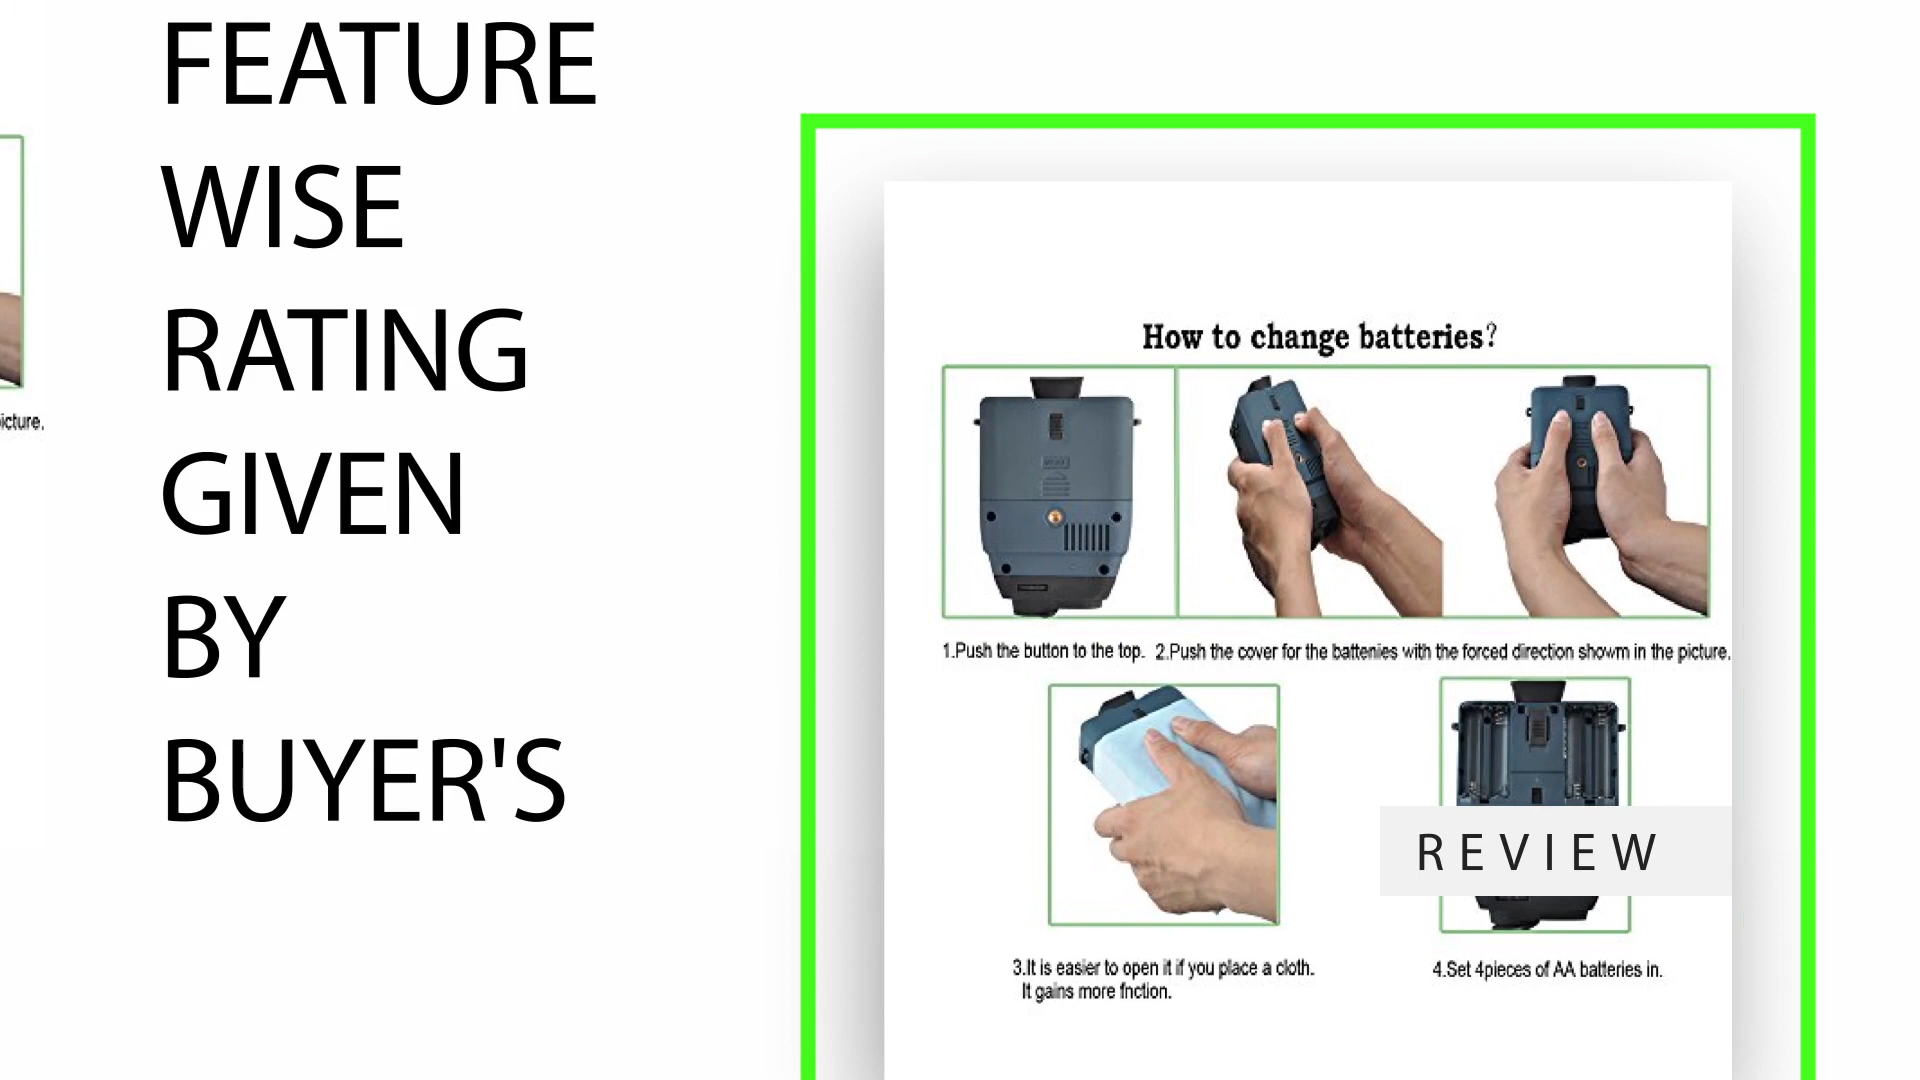 FEATURE
WISE
RATING
GIVEN
BY
BUYER'S
icture.
How to change batteries?
1.Push the button to the top.
2.Push the cover for the battenies with the forced direction showm in the picture.
REVIEW
3.It is easier to open it if you place a cloth.
It gains more fnction.
4.Set 4pieces of AA batteries in.